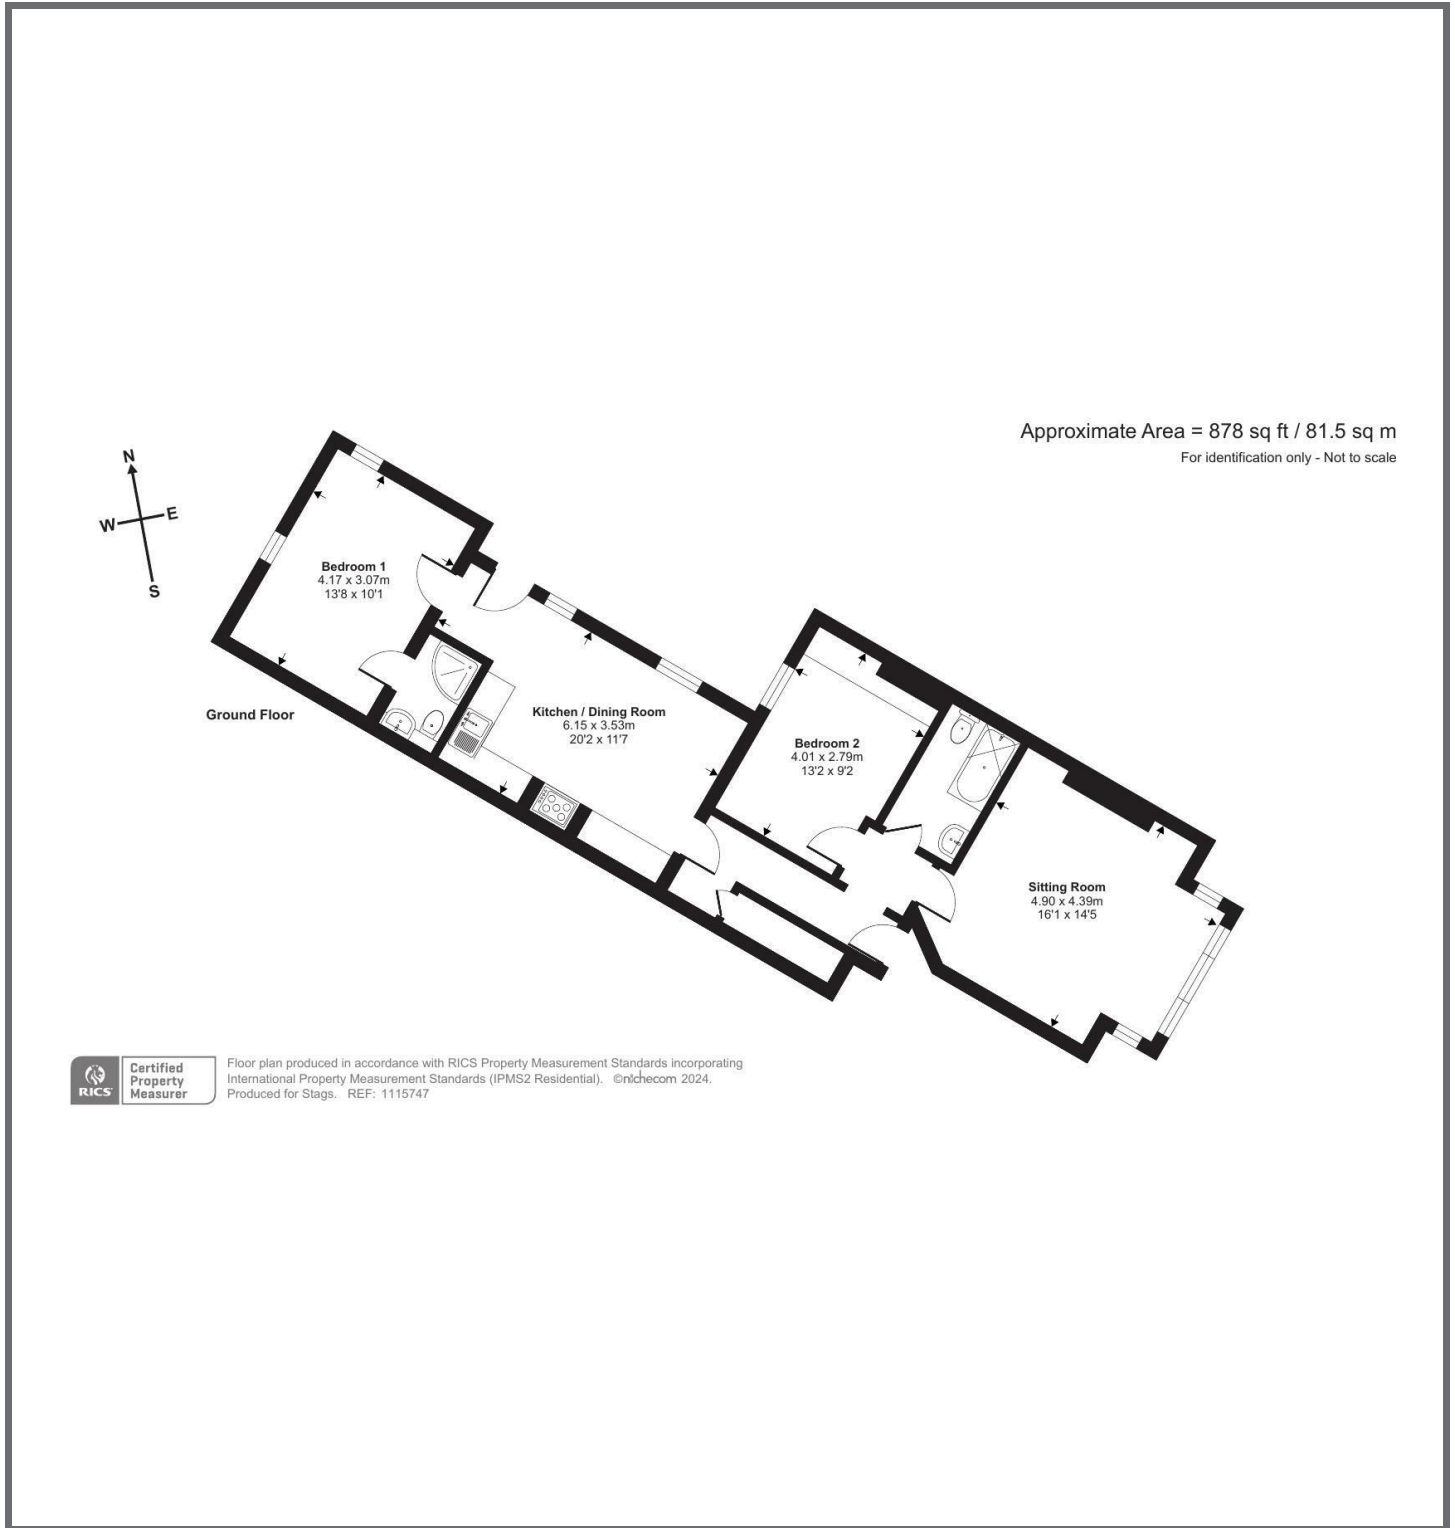 Approximate Area = 878 sq ft / 81.5 sq m
For identification only - Not to scale
N
W E
S
Bedroom 1
4.17 x 3.07m
13'8 x 10'1
Ground Floor
Kitchen / Dining Room
6.15 x 3.53m
20'2 x 11'7
Bedroom 2
4.01 x 2.79m
13'2 x 9'2
Sitting Room
4.90 x 4.39m
16'1 x 14'5
RICS
Certified
Property
Measurer
Floor plan produced in accordance with RICS Property Measurement Standards incorporating
International Property Measurement Standards (IPMS2 Residential). ©nichecom 2024.
Produced for Stags. REF: 1115747